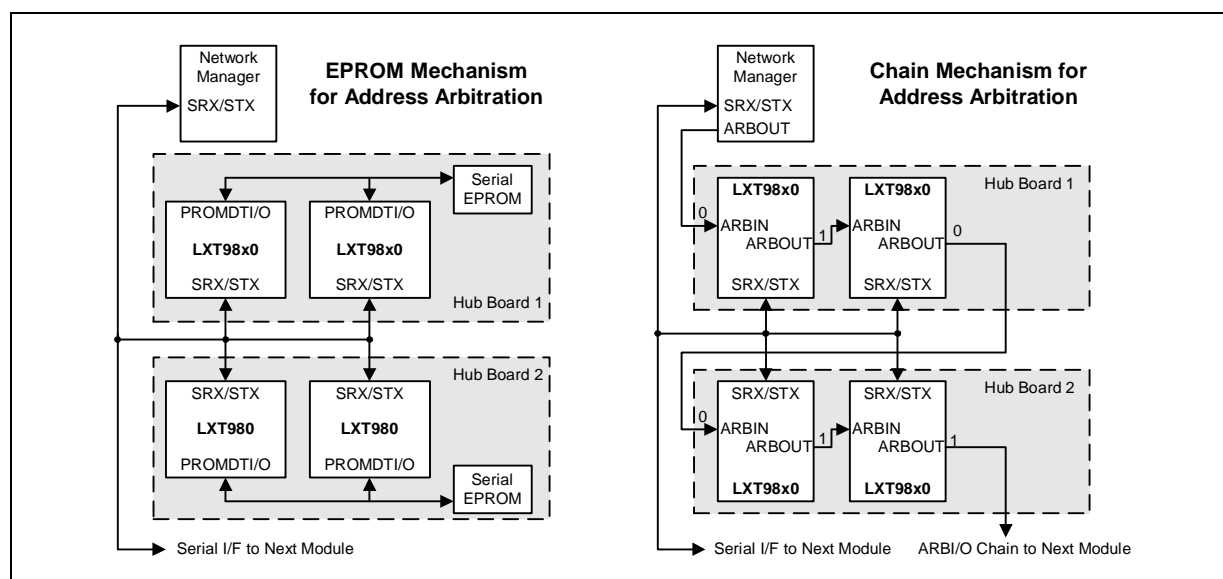 Network
Manager
SRX/STX
EPROM Mechanism
for Address Arbitration
Serial
EPROM
PROMDTI/O
LXT98x0
SRX/STX
PROMDTI/O
LXT98x0
SRX/STX
Hub Board 1
Hub Board 2
SRX/STX
LXT980
PROMDTI/O
SRX/STX
LXT980
PROMDTI/O
Serial
EPROM
Serial I/F to Next Module
Network
Manager
SRX/STX
ARBOUT
Chain Mechanism for
Address Arbitration
Hub Board 1
LXT98x0
0
ARBIN
ARBOUT
1
SRX/STX
LXT98x0
ARBIN
ARBOUT
0
SRX/STX
Hub Board 2
SRX/STX
0
ARBIN
ARBOUT
1
LXT98x0
SRX/STX
ARBIN
ARBOUT
1
LXT98x0
Serial I/F to Next Module
ARBI/O Chain to Next Module